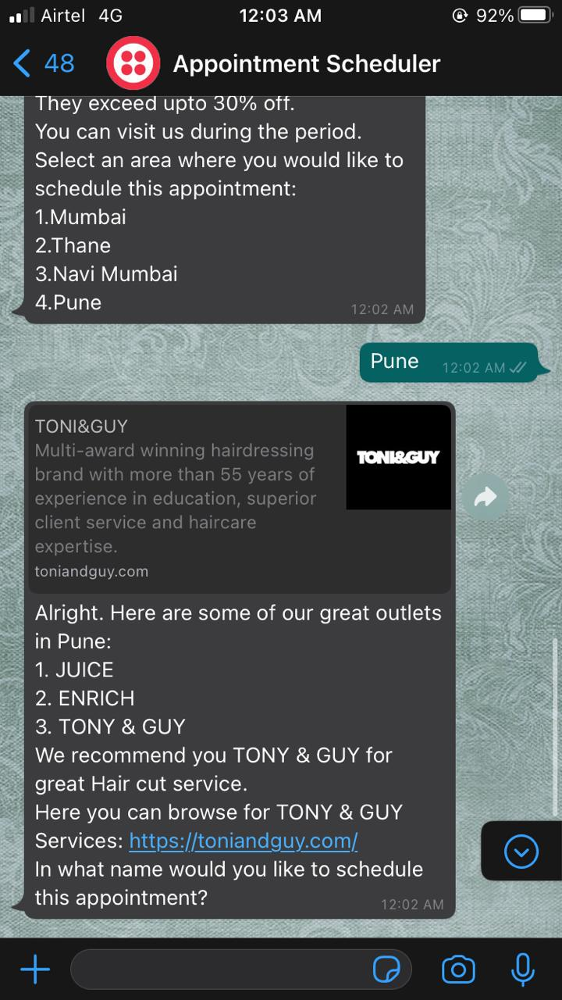 Airtel 4G 12:03 AM 92%
48 Appointment Scheduler
They exceed upto 30% off.
You can visit us during the period.
Select an area where you would like to
schedule this appointment:
1.Mumbai
2.Thane
3.Navi Mumbai
4.Pune
12:02 AM
Pune 12:02 AM
TONI&GUY
Multi-award winning hairdressing
brand with more than 55 years of
experience in education, superior
client service and haircare
expertise.
toniandguy.com
TONI&GUY
Alright. Here are some of our great outlets
in Pune:
1. JUICE
2. ENRICH
3. TONY & GUY
We recommend you TONY & GUY for
great Hair cut service.
Here you can browse for TONY & GUY
Services: https://toniandguy.com/
In what name would you like to schedule
this appointment?
12:02 AM